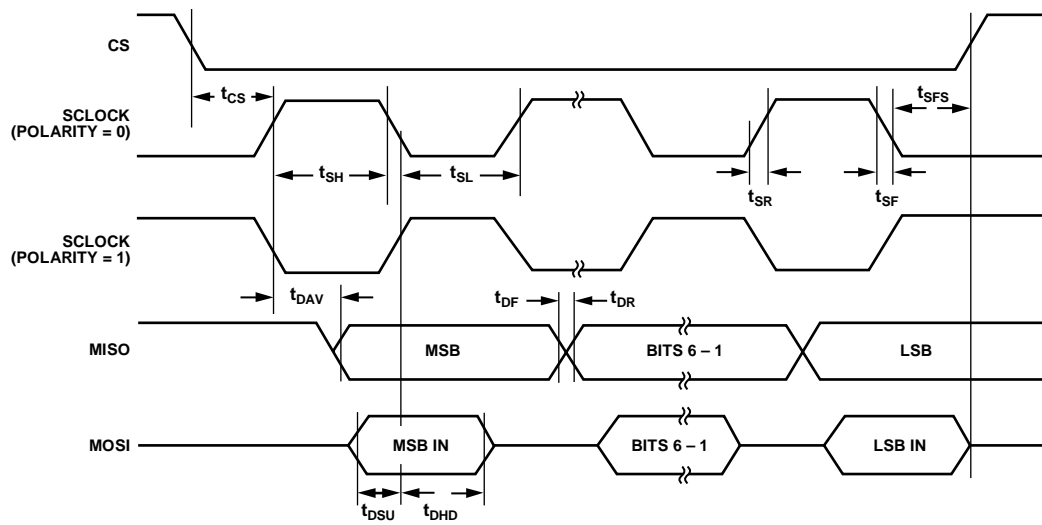 CS
tCS
tSFS
SCLOCK
(POLARITY = 0)
tSH
tSL
tSR
tSF
SCLOCK
(POLARITY = 1)
tDAV
tDF
tDR
MISO
MSB
BITS 6 – 1
LSB
MOSI
MSB IN
BITS 6 – 1
LSB IN
tDSU
tDHD